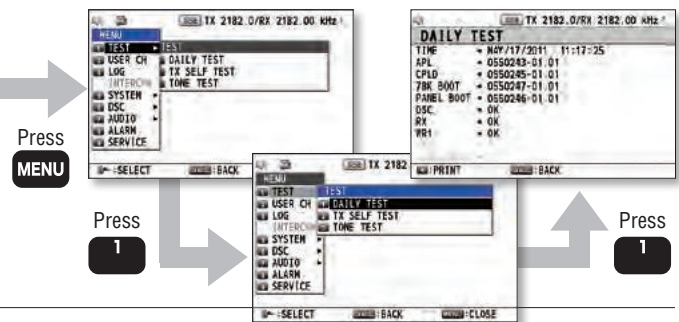 SSB TX 2182.0/RX 2182.00 kHz
MENU
TEST
USER CH
LOG
INTERCOM
SYSTEM
DSC
AUDIO
ALARM
SERVICE
TEST
DAILY TEST
TX SELF TEST
TONE TEST
:SELECT :BACK
Press
MENU
Press
1
TX 2182
MENU
TEST
USER CH
LOG
INTERCOM
SYSTEM
DSC
AUDIO
ALARM
SERVICE
TEST
DAILY TEST
TX SELF TEST
TONE TEST
:SELECT :BACK :CLOSE
Press
1
SSB TX 2182.0/RX 2182.00 kHz
DAILY TEST
TIME = MAY/17/2011 11:17:25
APL = 0550243-01.01
CPLD = 0550245-01.01
7BK BOOT = 0550247-01.01
PANEL BOOT = 0550246-01.01
DSC = OK
RX = OK
WR1 = OK
:PRINT :BACK